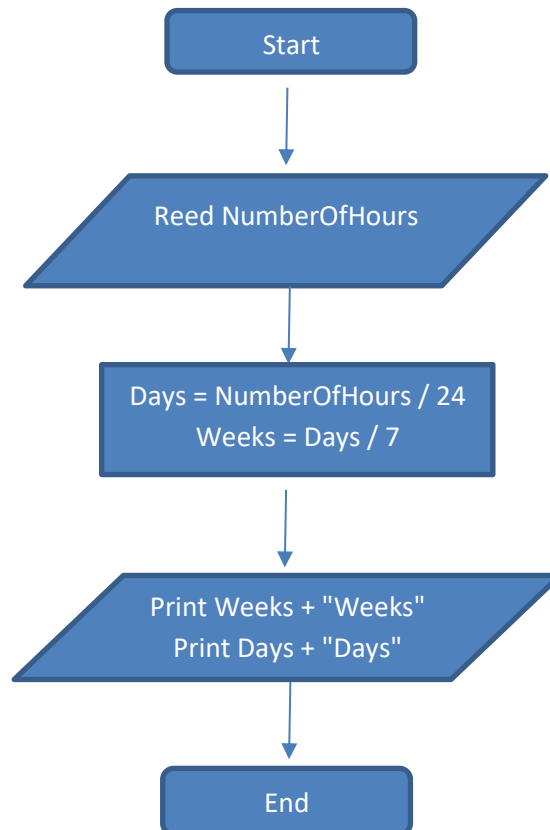 Start
Reed NumberOfHours
Days = NumberOfHours / 24
Weeks = Days / 7
Print Weeks + "Weeks"
Print Days + "Days"
End